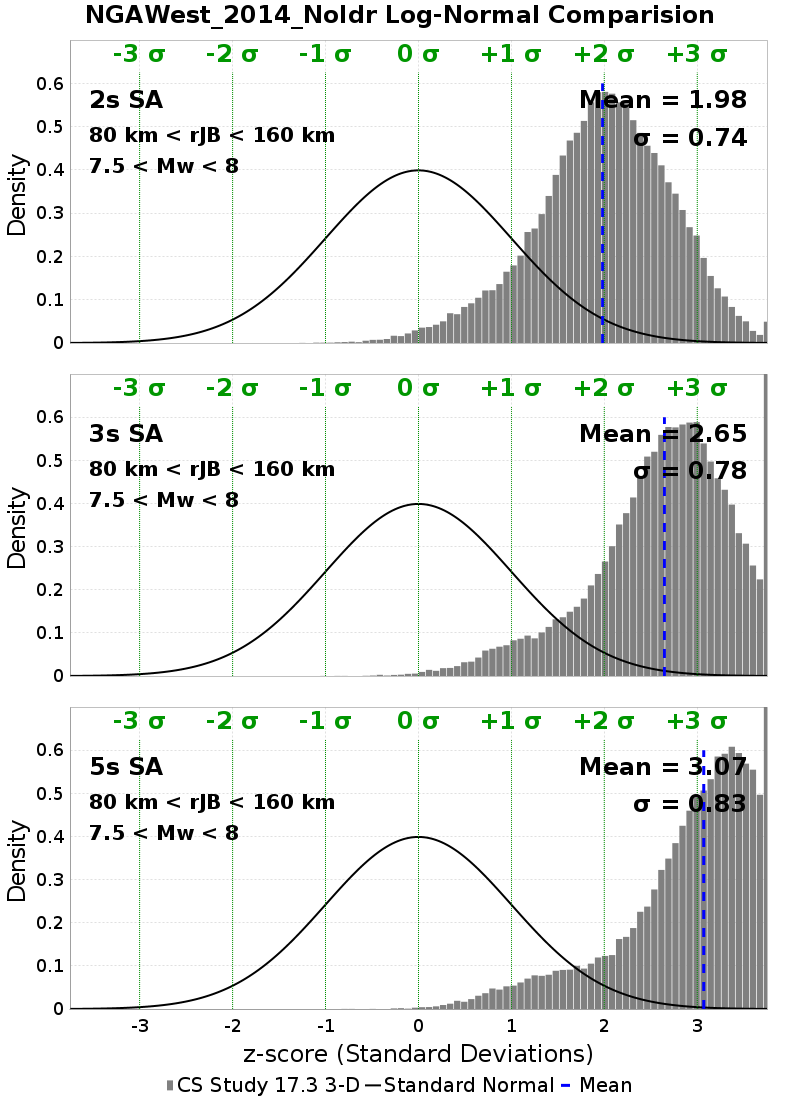 NGAWest_2014_NoIdr Log-Normal Comparision
-3 σ -2 σ -1 σ 0 σ +1 σ +2 σ +3 σ
2s SA
Mean = 1.98
80 km < rJB < 160 km
σ = 0.74
7.5 < Mw < 8
0.6
0.5
0.4
0.3
0.2
0.1
0
Density
-3 σ -2 σ -1 σ 0 σ +1 σ +2 σ +3 σ
3s SA
Mean = 2.65
80 km < rJB < 160 km
σ = 0.78
7.5 < Mw < 8
0.6
0.5
0.4
0.3
0.2
0.1
0
Density
-3 σ -2 σ -1 σ 0 σ +1 σ +2 σ +3 σ
5s SA
Mean = 3.07
80 km < rJB < 160 km
σ = 0.83
7.5 < Mw < 8
0.6
0.5
0.4
0.3
0.2
0.1
0
Density
-3 -2 -1 0 1 2 3
z-score (Standard Deviations)
CS Study 17.3 3-D Standard Normal Mean